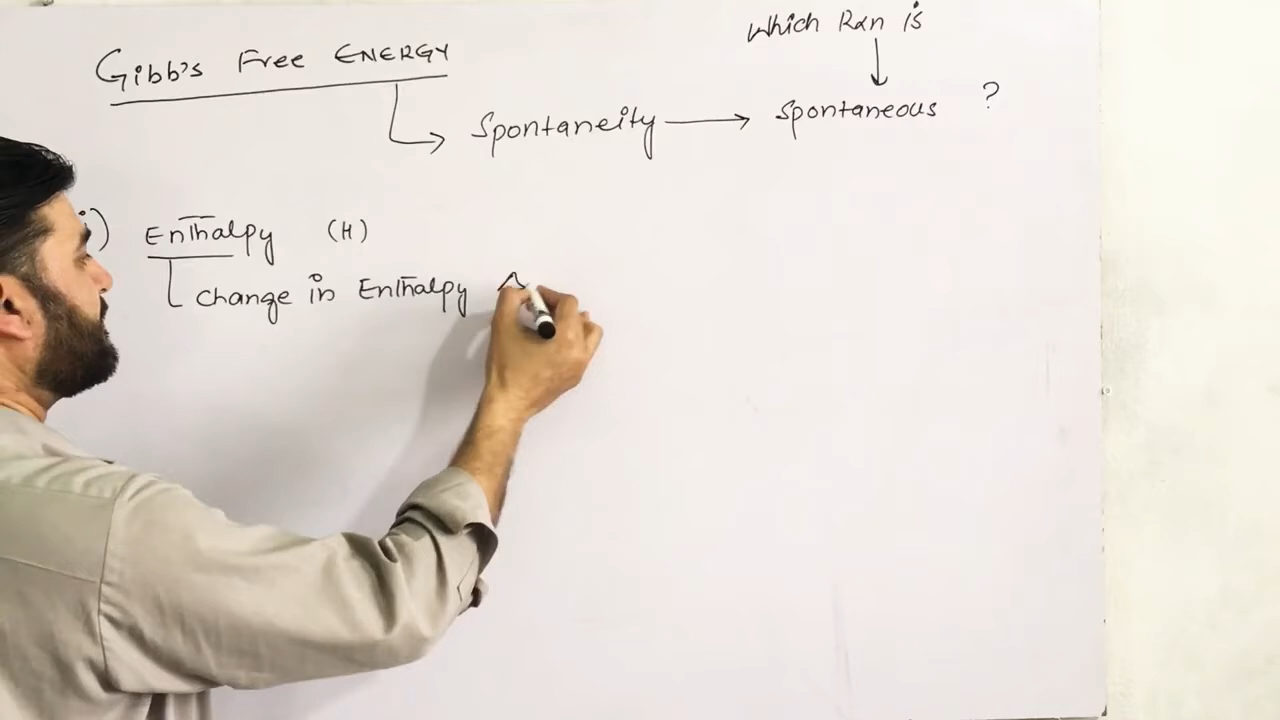 Which Rxn is
Gibb's Free ENERGY
Spontaneity → Spontaneous ?
i) Enthalpy (H)
change in Enthalpy